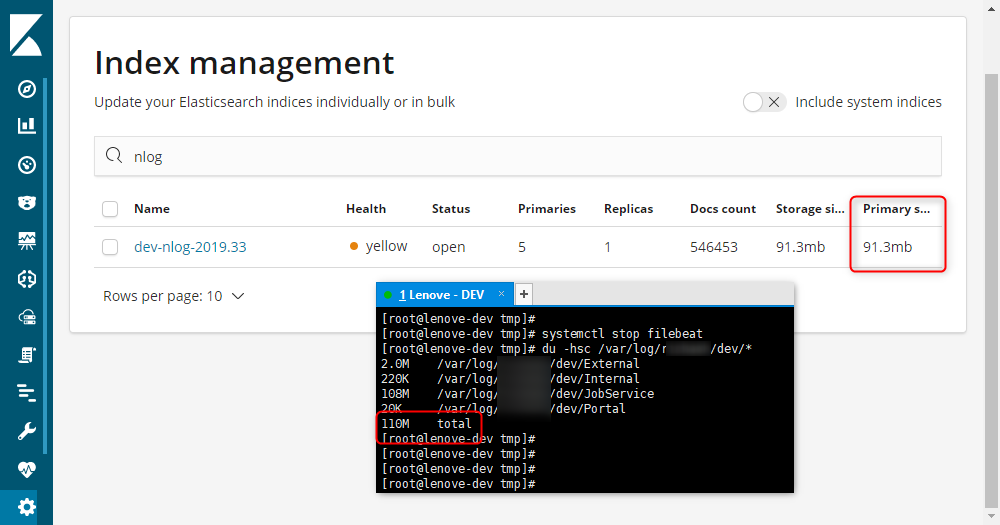 Index management
Update your Elasticsearch indices individually or in bulk
Include system indices
nlog
Name Health Status Primaries Replicas Docs count Storage si... Primary s...
dev-nlog-2019.33 yellow open 5 1 546453 91.3mb 91.3mb
Rows per page: 10
1 Lenove - DEV × +
[root@lenove-dev tmp]#
[root@lenove-dev tmp]# systemctl stop filebeat
[root@lenove-dev tmp]# du -hsc /var/log/ /dev/*
2.0M /var/log/ /dev/External
220K /var/log/ /dev/Internal
108M /var/log/ /dev/JobService
20K /var/log/ /dev/Portal
110M total
[root@lenove-dev tmp]#
[root@lenove-dev tmp]#
[root@lenove-dev tmp]#
[root@lenove-dev tmp]#